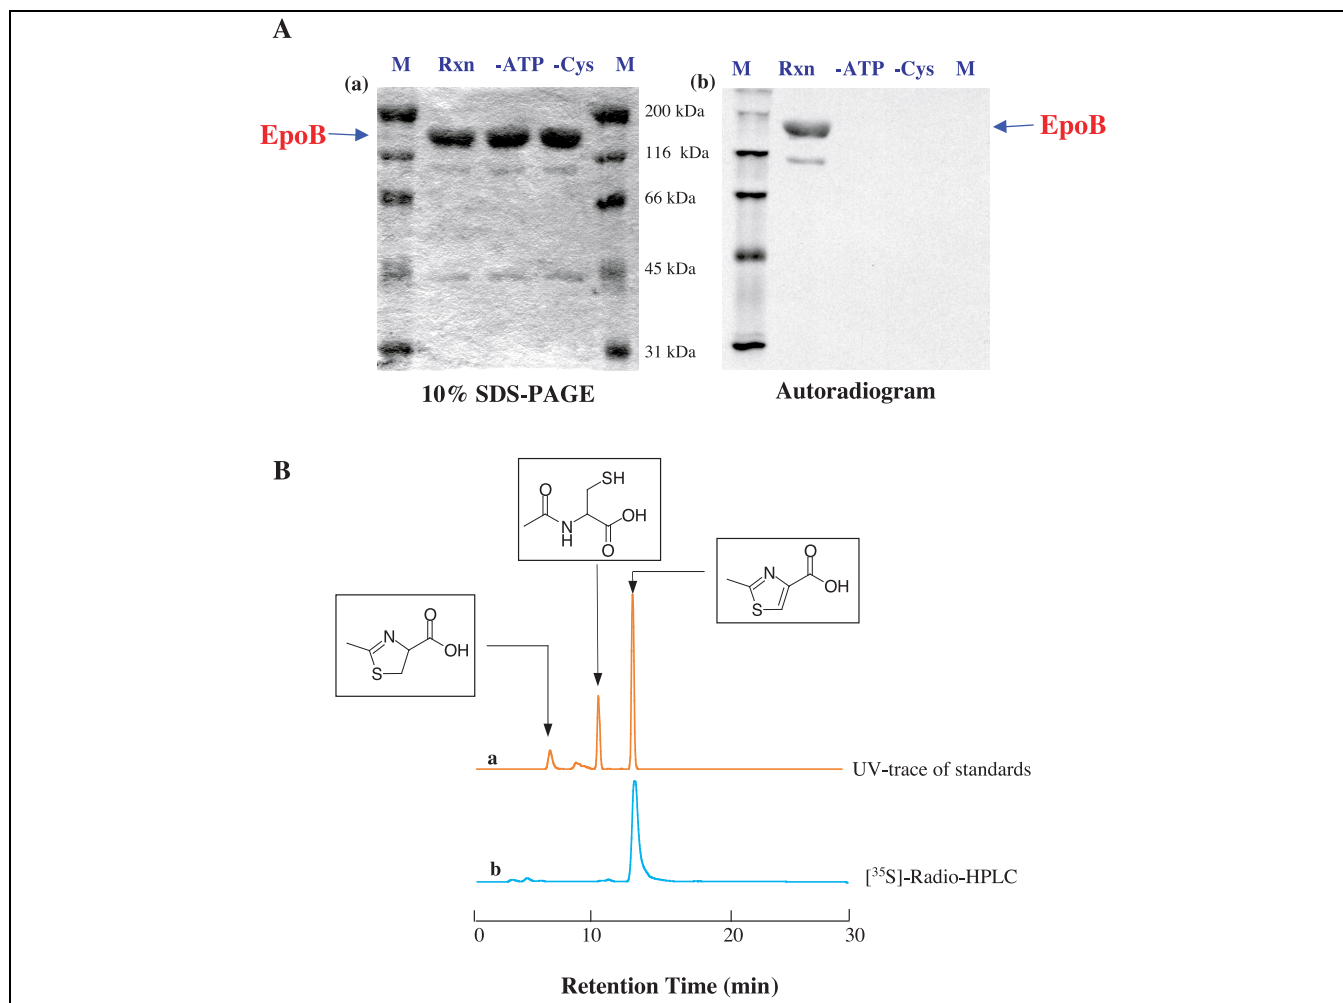 A
M Rxn -ATP -Cys M
(a)
EpoB
200 kDa
116 kDa
66 kDa
45 kDa
31 kDa
10% SDS-PAGE
M Rxn -ATP -Cys M
(b)
EpoB
Autoradiogram
B
SH
O
N
H
OH
O
O
N
OH
S
O
N
OH
S
a
UV-trace of standards
b
[³⁵S]-Radio-HPLC
0 10 20 30
Retention Time (min)